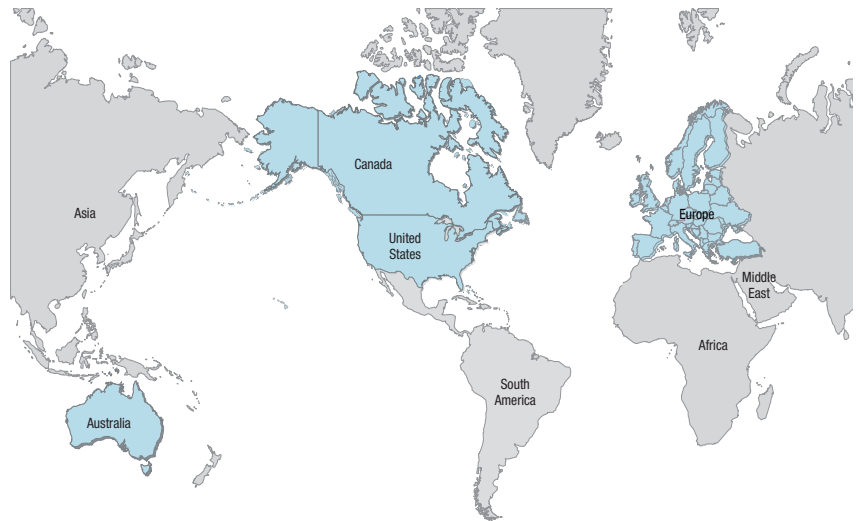 Canada
Asia
Europe
United
States
Middle
East
Africa
South
America
Australia